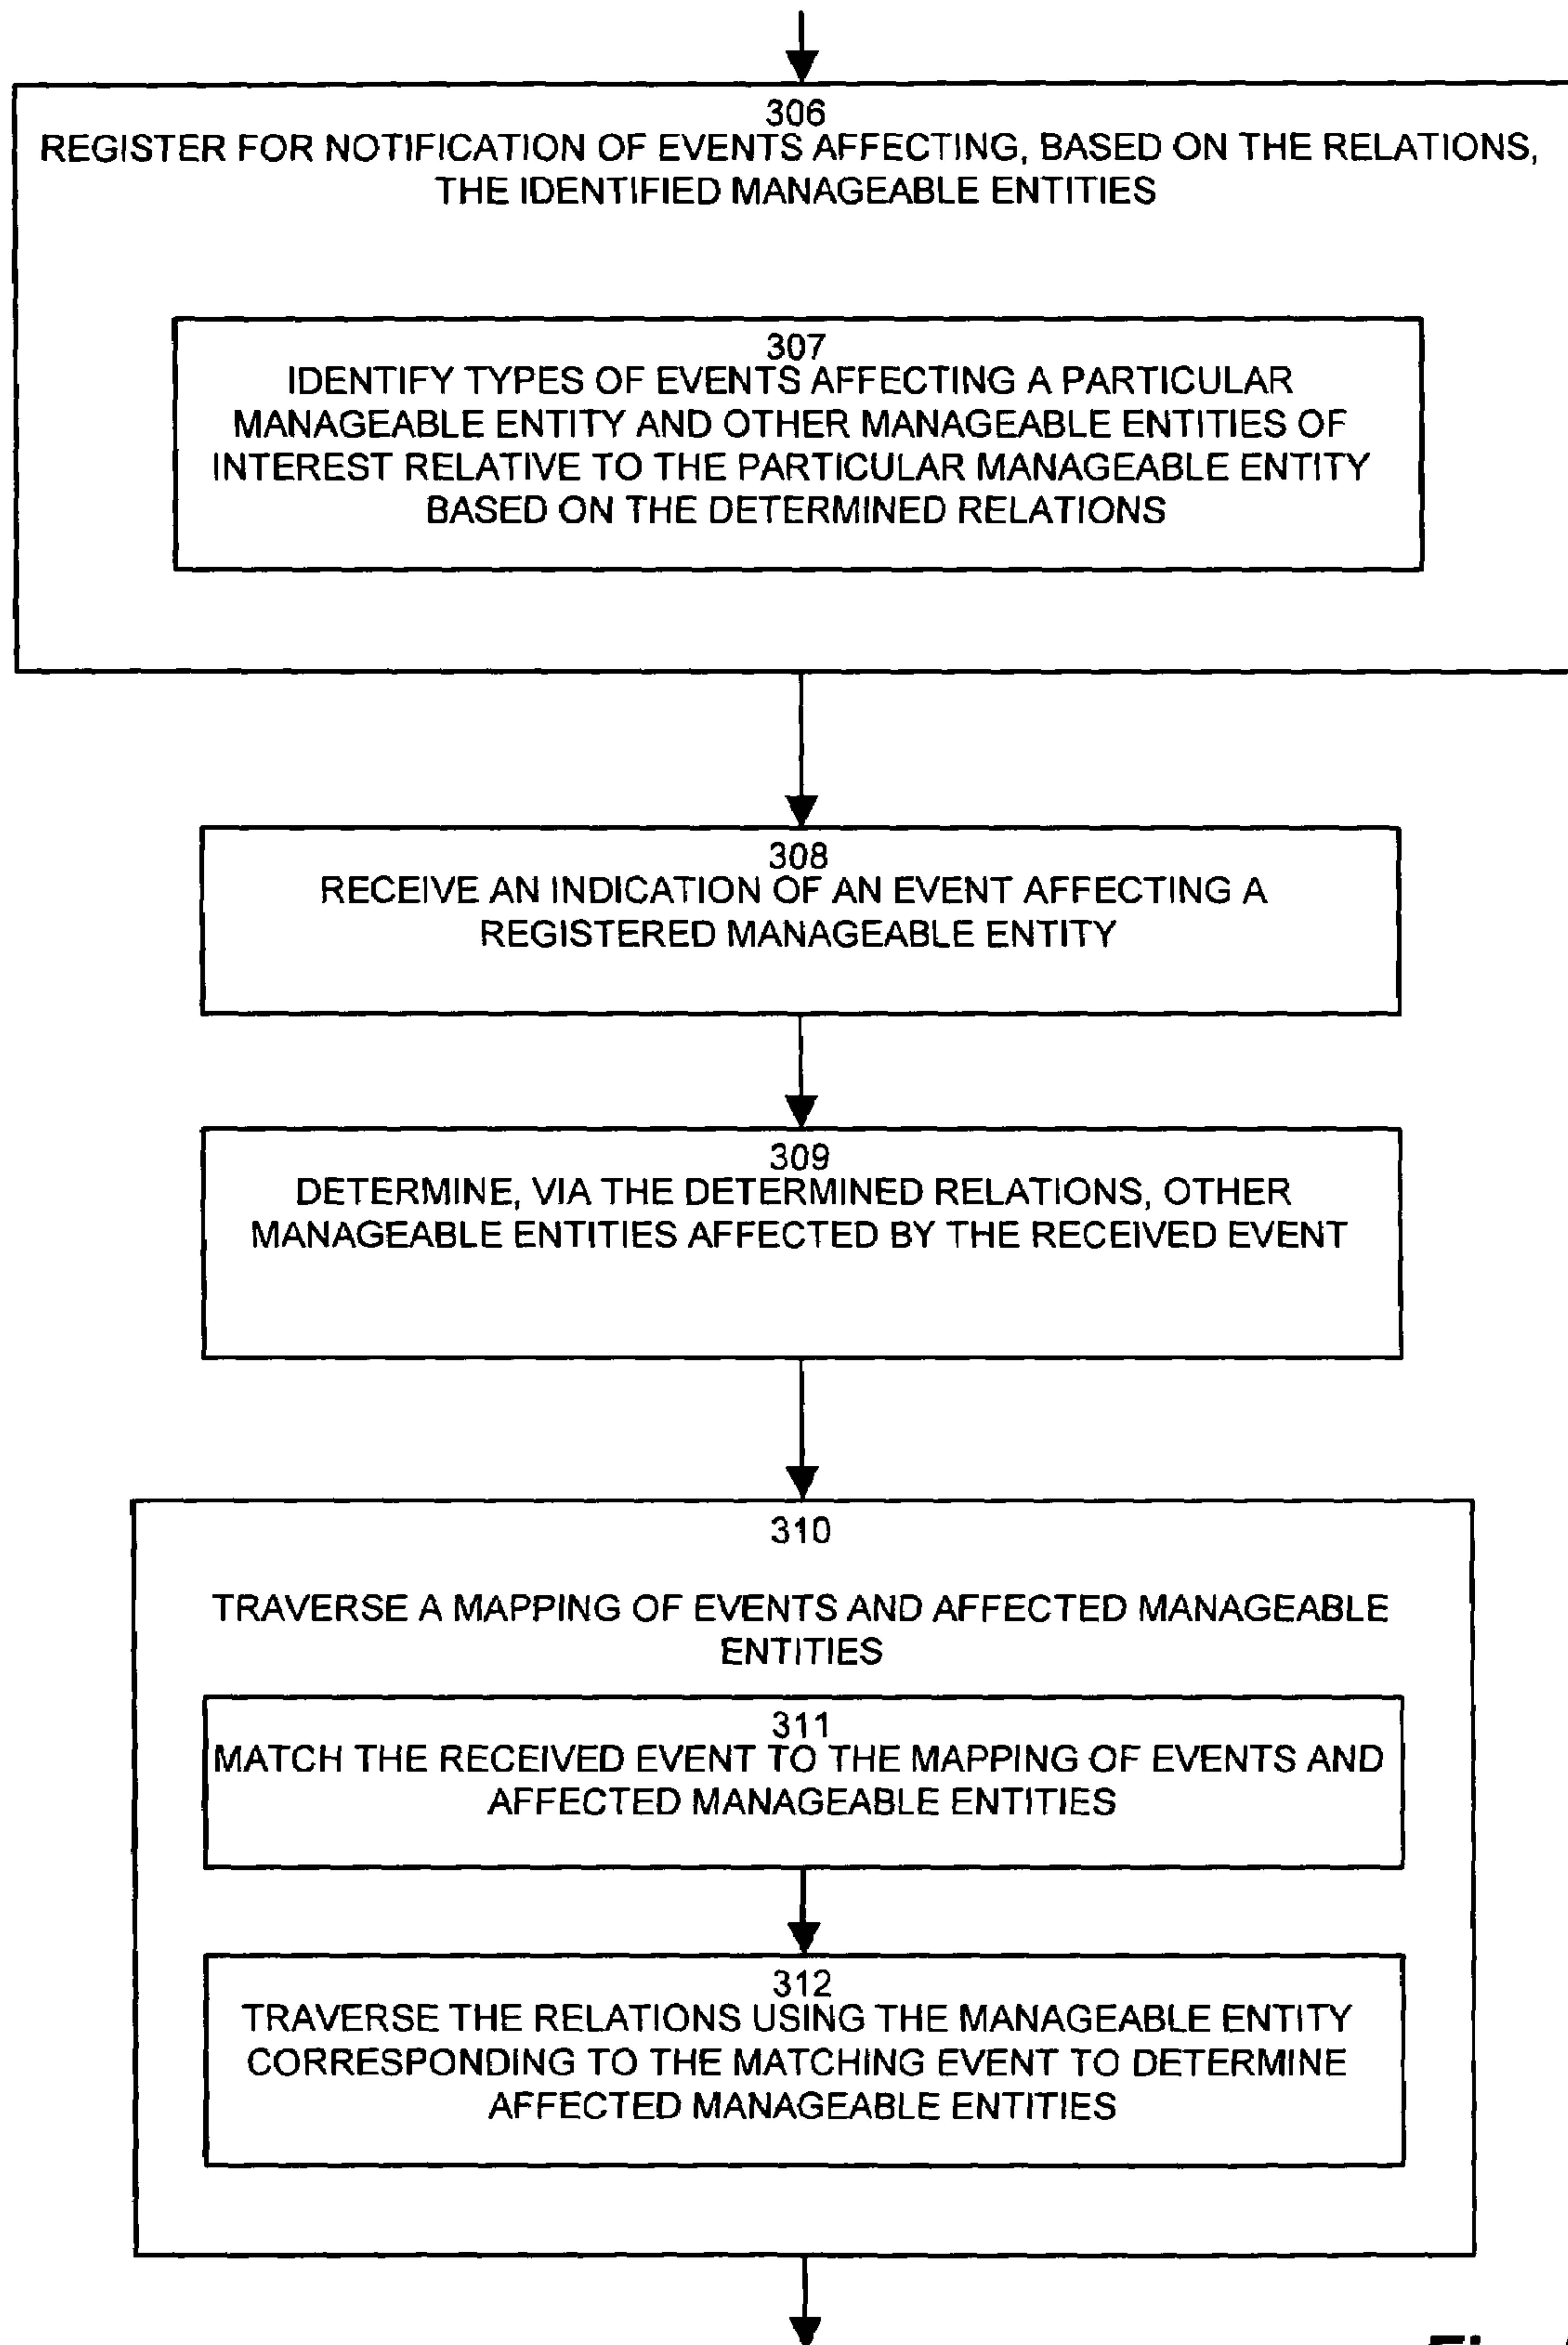 306
REGISTER FOR NOTIFICATION OF EVENTS AFFECTING, BASED ON THE RELATIONS,
THE IDENTIFIED MANAGEABLE ENTITIES
307
IDENTIFY TYPES OF EVENTS AFFECTING A PARTICULAR
MANAGEABLE ENTITY AND OTHER MANAGEABLE ENTITIES OF
INTEREST RELATIVE TO THE PARTICULAR MANAGEABLE ENTITY
BASED ON THE DETERMINED RELATIONS
308
RECEIVE AN INDICATION OF AN EVENT AFFECTING A
REGISTERED MANAGEABLE ENTITY
309
DETERMINE, VIA THE DETERMINED RELATIONS, OTHER
MANAGEABLE ENTITIES AFFECTED BY THE RECEIVED EVENT
310
TRAVERSE A MAPPING OF EVENTS AND AFFECTED MANAGEABLE
ENTITIES
311
MATCH THE RECEIVED EVENT TO THE MAPPING OF EVENTS AND
AFFECTED MANAGEABLE ENTITIES
312
TRAVERSE THE RELATIONS USING THE MANAGEABLE ENTITY
CORRESPONDING TO THE MATCHING EVENT TO DETERMINE
AFFECTED MANAGEABLE ENTITIES